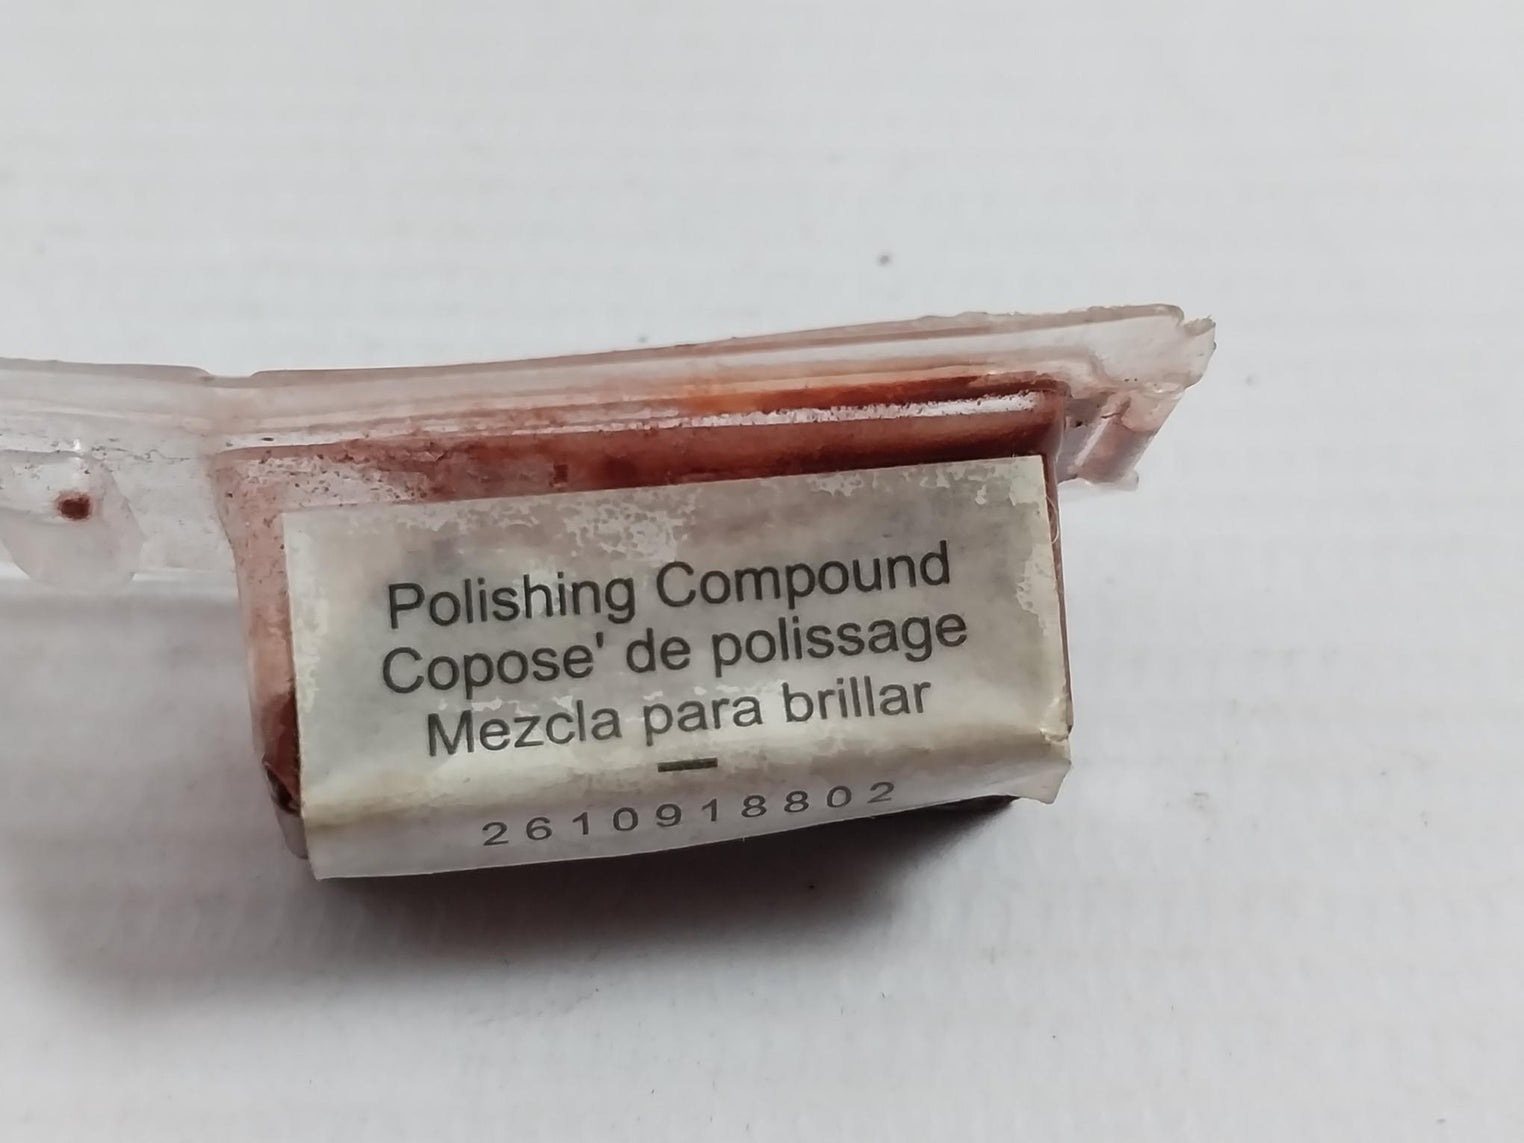 Polishing Compound
Copose' de polissage
Mezcla para brillar
2610918802